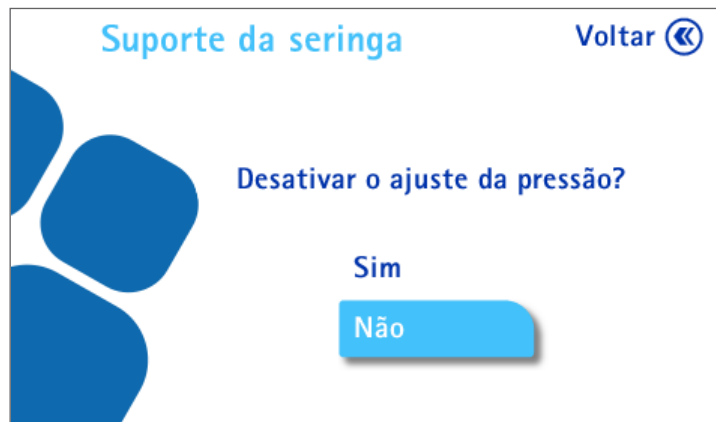 Suporte da seringa
Voltar
Desativar o ajuste da pressão?
Sim
Não